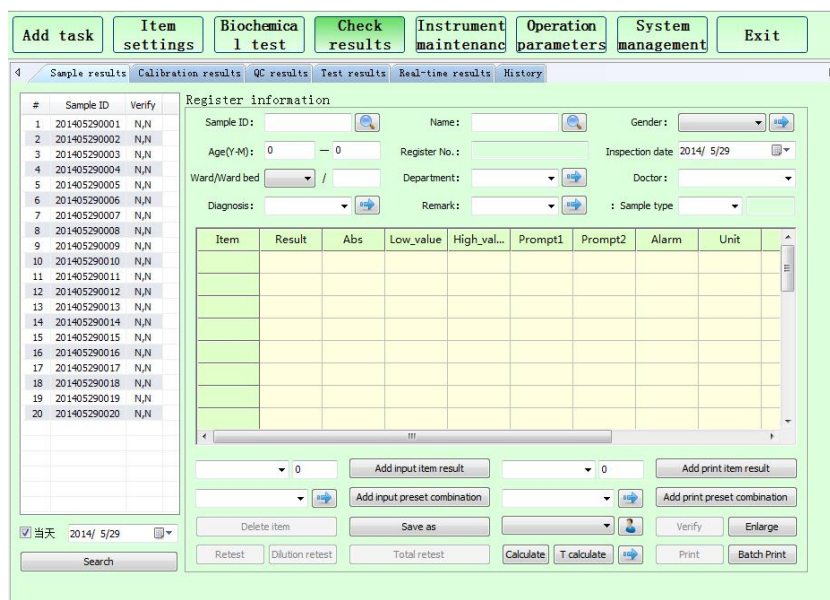 Add task
Item settings
Biochemica l test
Check results
Instrument maintenanc
Operation parameters
System management
Exit
Sample results Calibration results QC results Test results Real-time results History
# Sample ID Verify
1 201405290001 N,N
2 201405290002 N,N
3 201405290003 N,N
4 201405290004 N,N
5 201405290005 N,N
6 201405290006 N,N
7 201405290007 N,N
8 201405290008 N,N
9 201405290009 N,N
10 201405290010 N,N
11 201405290011 N,N
12 201405290012 N,N
13 201405290013 N,N
14 201405290014 N,N
15 201405290015 N,N
16 201405290016 N,N
17 201405290017 N,N
18 201405290018 N,N
19 201405290019 N,N
20 201405290020 N,N
当天 2014/ 5/29
Search
Register information
Sample ID: Name: Gender:
Age(Y-M): 0 — 0 Register No.: Inspection date 2014/ 5/29
Ward/Ward bed / Department: Doctor:
Diagnosis: Remark: : Sample type
Item Result Abs Low_value High_val... Prompt1 Prompt2 Alarm Unit
0 Add input item result 0 Add print item result
Add input preset combination Add print preset combination
Delete item Save as Verify Enlarge
Retest Dilution retest Total retest Calculate T calculate Print Batch Print